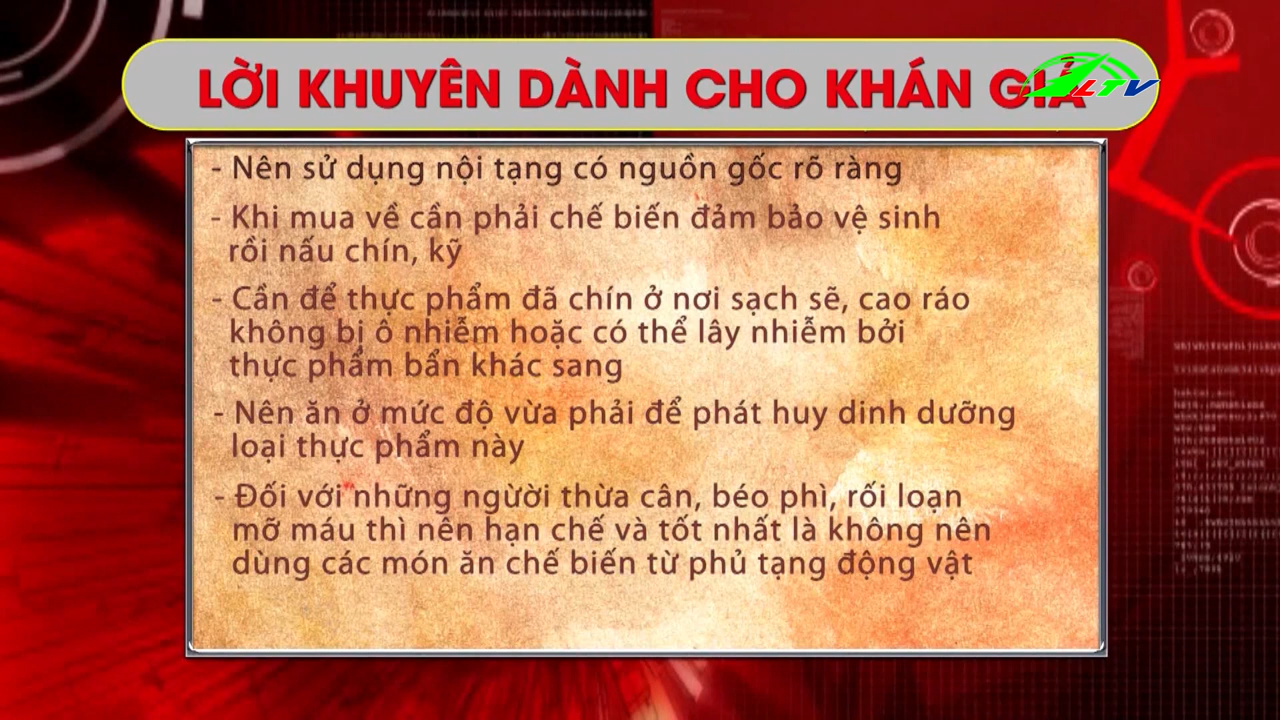 LỜI KHUYÊN DÀNH CHO KHÁN GIẢ
LTV
- Nên sử dụng nội tạng có nguồn gốc rõ ràng
- Khi mua về cần phải chế biến đảm bảo vệ sinh
rồi nấu chín, kỹ
- Cần để thực phẩm đã chín ở nơi sạch sẽ, cao ráo
không bị ô nhiễm hoặc có thể lây nhiễm bởi
thực phẩm bẩn khác sang
- Nên ăn ở mức độ vừa phải để phát huy dinh dưỡng
loại thực phẩm này
- Đối với những ngừời thừa cân, béo phì, rối loạn
mỡ máu thì nên hạn chế và tốt nhất là không nên
dùng các món ăn chế biến từ phủ tạng động vật